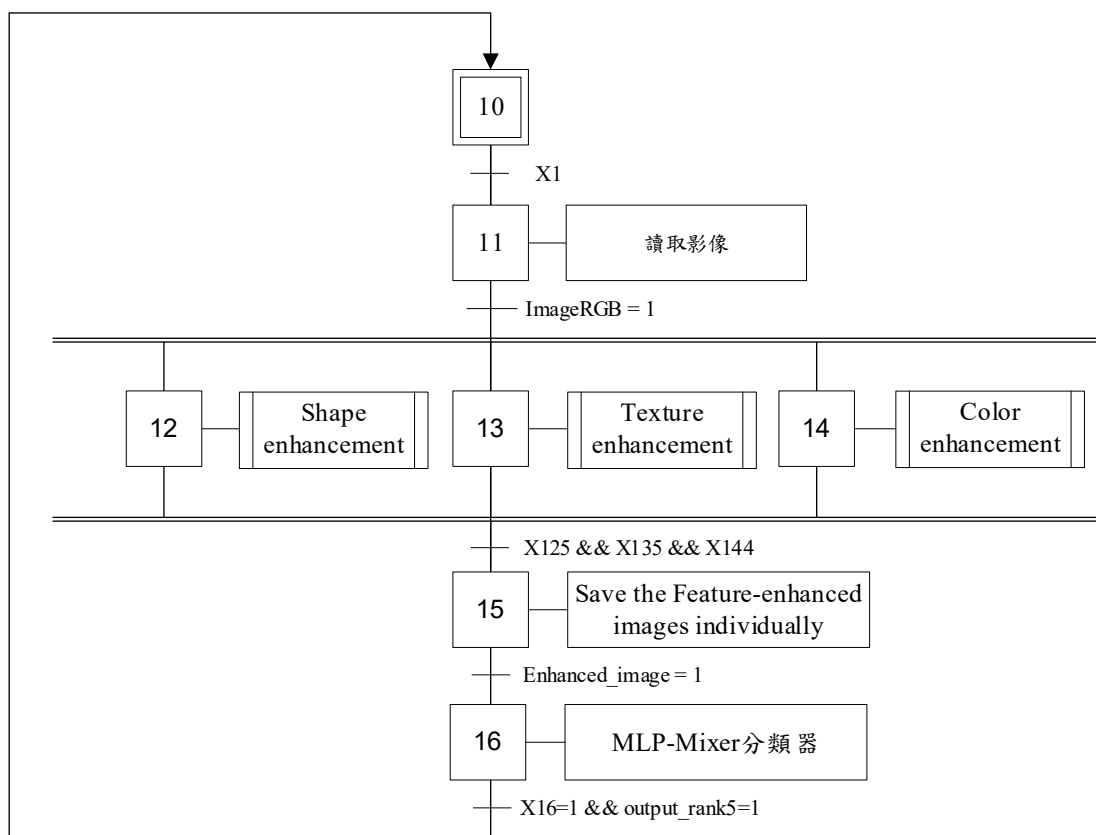 10
X1
11
讀取影像
ImageRGB = 1
12
Shape
enhancement
13
Texture
enhancement
14
Color
enhancement
X125 && X135 && X144
15
Save the Feature-enhanced
images individually
Enhanced_image = 1
16
MLP-Mixer分類器
X16=1 && output_rank5=1